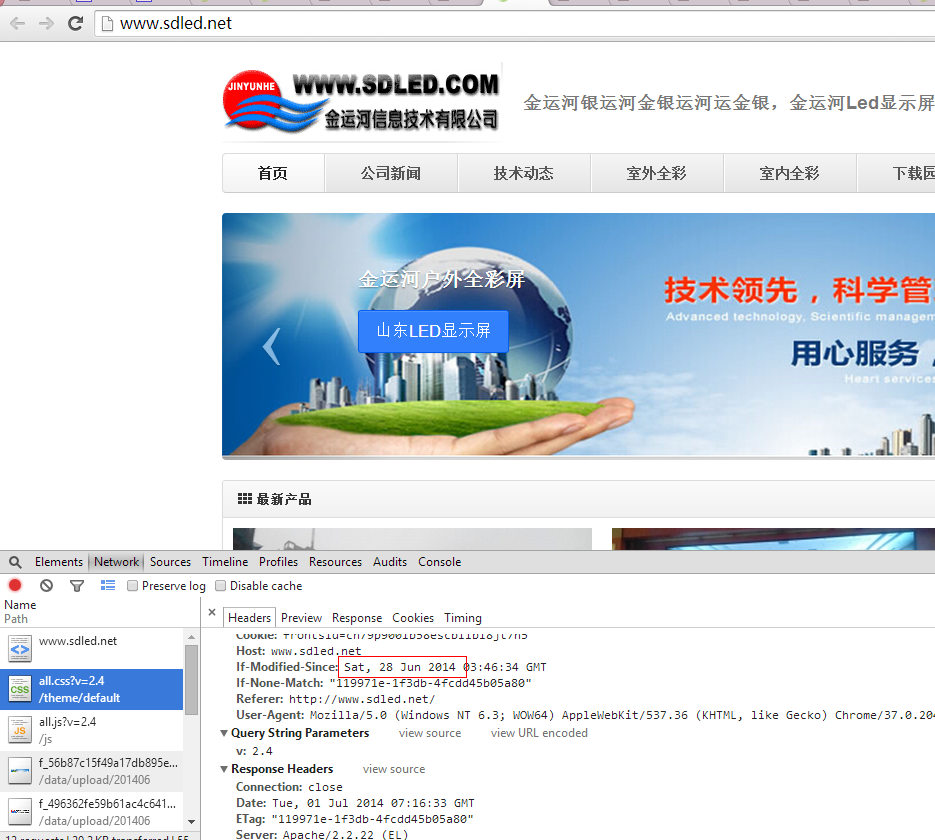 www.sdled.net
JINYUNHE
WWW.SDLED.COM
金运河信息技术有限公司
金运河银运河金银运河运金银，金运河Led显示屏
首页
公司新闻
技术动态
室外全彩
室内全彩
下载园
金运河户外全彩屏
山东LED显示屏
技术领先，科学管
Advanced technology, Scientific managem
用心服务，
Heart services
最新产品
Elements Network Sources Timeline Profiles Resources Audits Console
Preserve log Disable cache
Name
Path
www.sdled.net
CSS
all.css?v=2.4
/theme/default
JS
all.js?v=2.4
/js
f_56b87c15f49a17db895e...
/data/upload/201406
f_496362fe59b61ac4c641...
/data/upload/201406
Headers Preview Response Cookies Timing
Host: www.sdled.net
If-Modified-Since: Sat, 28 Jun 2014 03:46:34 GMT
If-None-Match: "119971e-1f3db-4fcdd45b05a80"
Referer: http://www.sdled.net/
User-Agent: Mozilla/5.0 (Windows NT 6.3; WOW64) AppleWebKit/537.36 (KHTML, like Gecko) Chrome/37.0.204
Query String Parameters view source view URL encoded
v: 2.4
Response Headers view source
Connection: close
Date: Tue, 01 Jul 2014 07:16:33 GMT
ETag: "119971e-1f3db-4fcdd45b05a80"
Server: Apache/2.2.22 (EL)